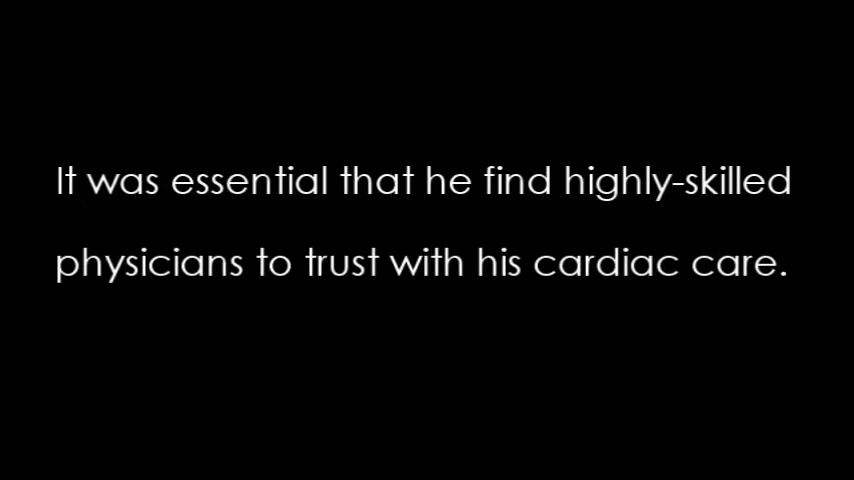 It was essential that he find highly-skilled
physicians to trust with his cardiac care.